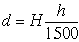 d = H h/1500